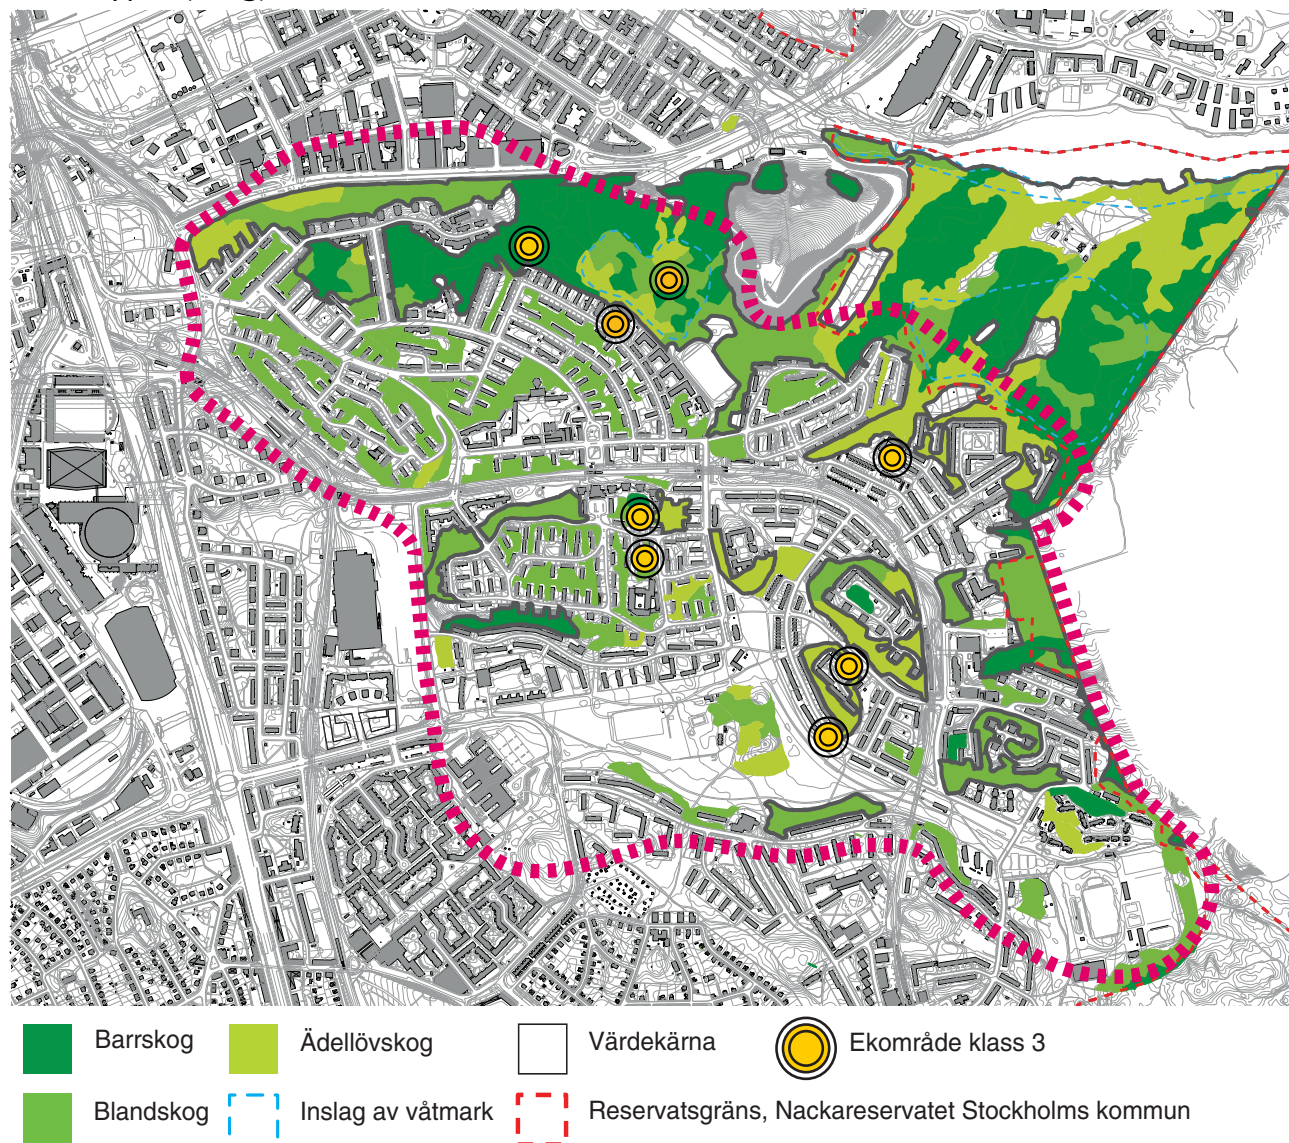 Barrskog
Ädellövskog
Värdekärna
Ekområde klass 3
Blandskog
Inslag av våtmark
Reservatsgräns, Nackareservatet Stockholms kommun